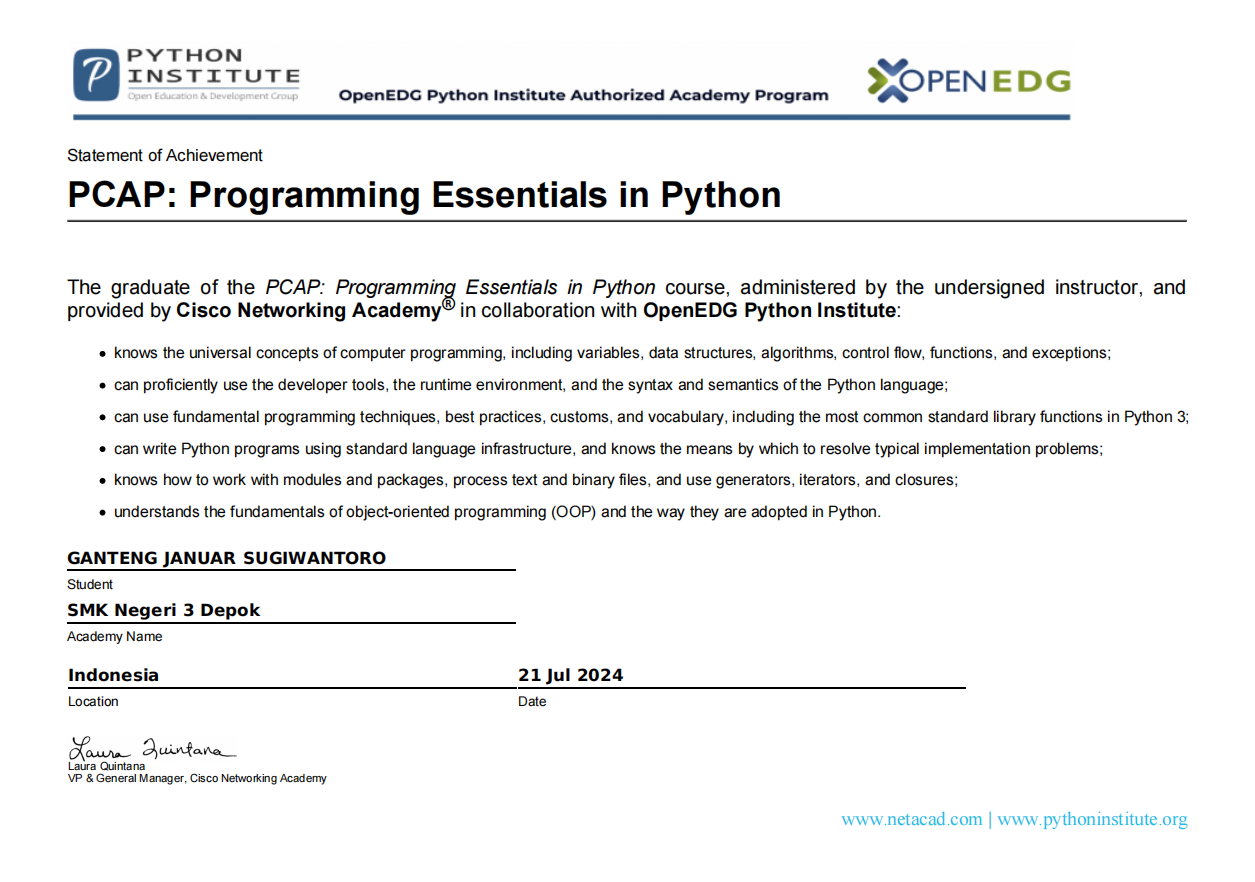 PYTHON
INSTITUTE
Open Education & Development Group
OpenEDG Python Institute Authorized Academy Program
OPENEDG
Statement of Achievement
PCAP: Programming Essentials in Python
The graduate of the PCAP: Programming Essentials in Python course, administered by the undersigned instructor, and
provided by Cisco Networking Academy® in collaboration with OpenEDG Python Institute:
• knows the universal concepts of computer programming, including variables, data structures, algorithms, control flow, functions, and exceptions;
• can proficiently use the developer tools, the runtime environment, and the syntax and semantics of the Python language;
• can use fundamental programming techniques, best practices, customs, and vocabulary, including the most common standard library functions in Python 3;
• can write Python programs using standard language infrastructure, and knows the means by which to resolve typical implementation problems;
• knows how to work with modules and packages, process text and binary files, and use generators, iterators, and closures;
• understands the fundamentals of object-oriented programming (OOP) and the way they are adopted in Python.
GANTENG JANUAR SUGIWANTORO
Student
SMK Negeri 3 Depok
Academy Name
Indonesia
Location
21 Jul 2024
Date
Laura Quintana
Laura Quintana
VP & General Manager, Cisco Networking Academy
www.netacad.com | www.pythoninstitute.org